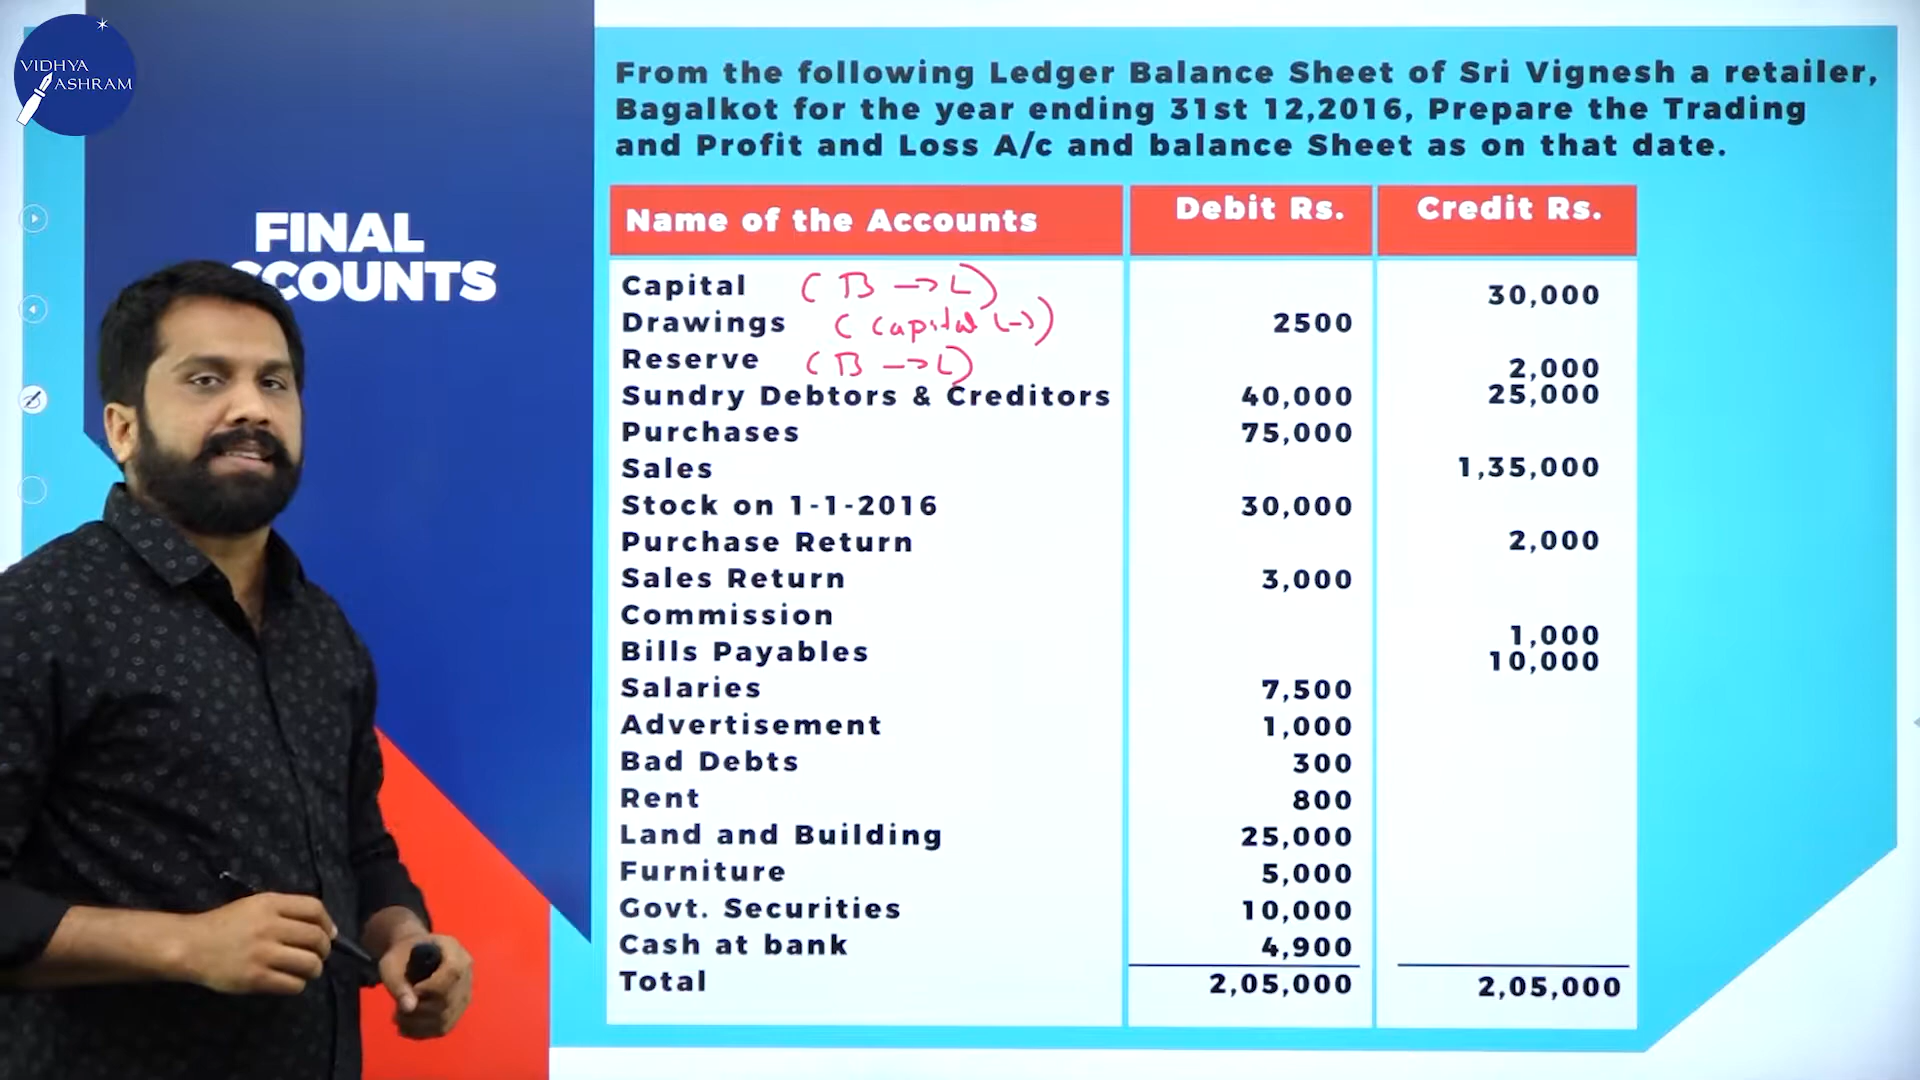 VIDHYA
ASHRAM
FINAL
CCOUNTS
From the following Ledger Balance Sheet of Sri Vignesh a retailer,
Bagalkot for the year ending 31st 12,2016, Prepare the Trading
and Profit and Loss A/c and balance Sheet as on that date.
Name of the Accounts Debit Rs. Credit Rs.
Capital (B → L) 30,000
Drawings (Capital (-)) 2500
Reserve (B → L) 2,000
Sundry Debtors & Creditors 40,000 25,000
Purchases 75,000
Sales 1,35,000
Stock on 1-1-2016 30,000
Purchase Return 2,000
Sales Return 3,000
Commission 1,000
Bills Payables 10,000
Salaries 7,500
Advertisement 1,000
Bad Debts 300
Rent 800
Land and Building 25,000
Furniture 5,000
Govt. Securities 10,000
Cash at bank 4,900
Total 2,05,000 2,05,000